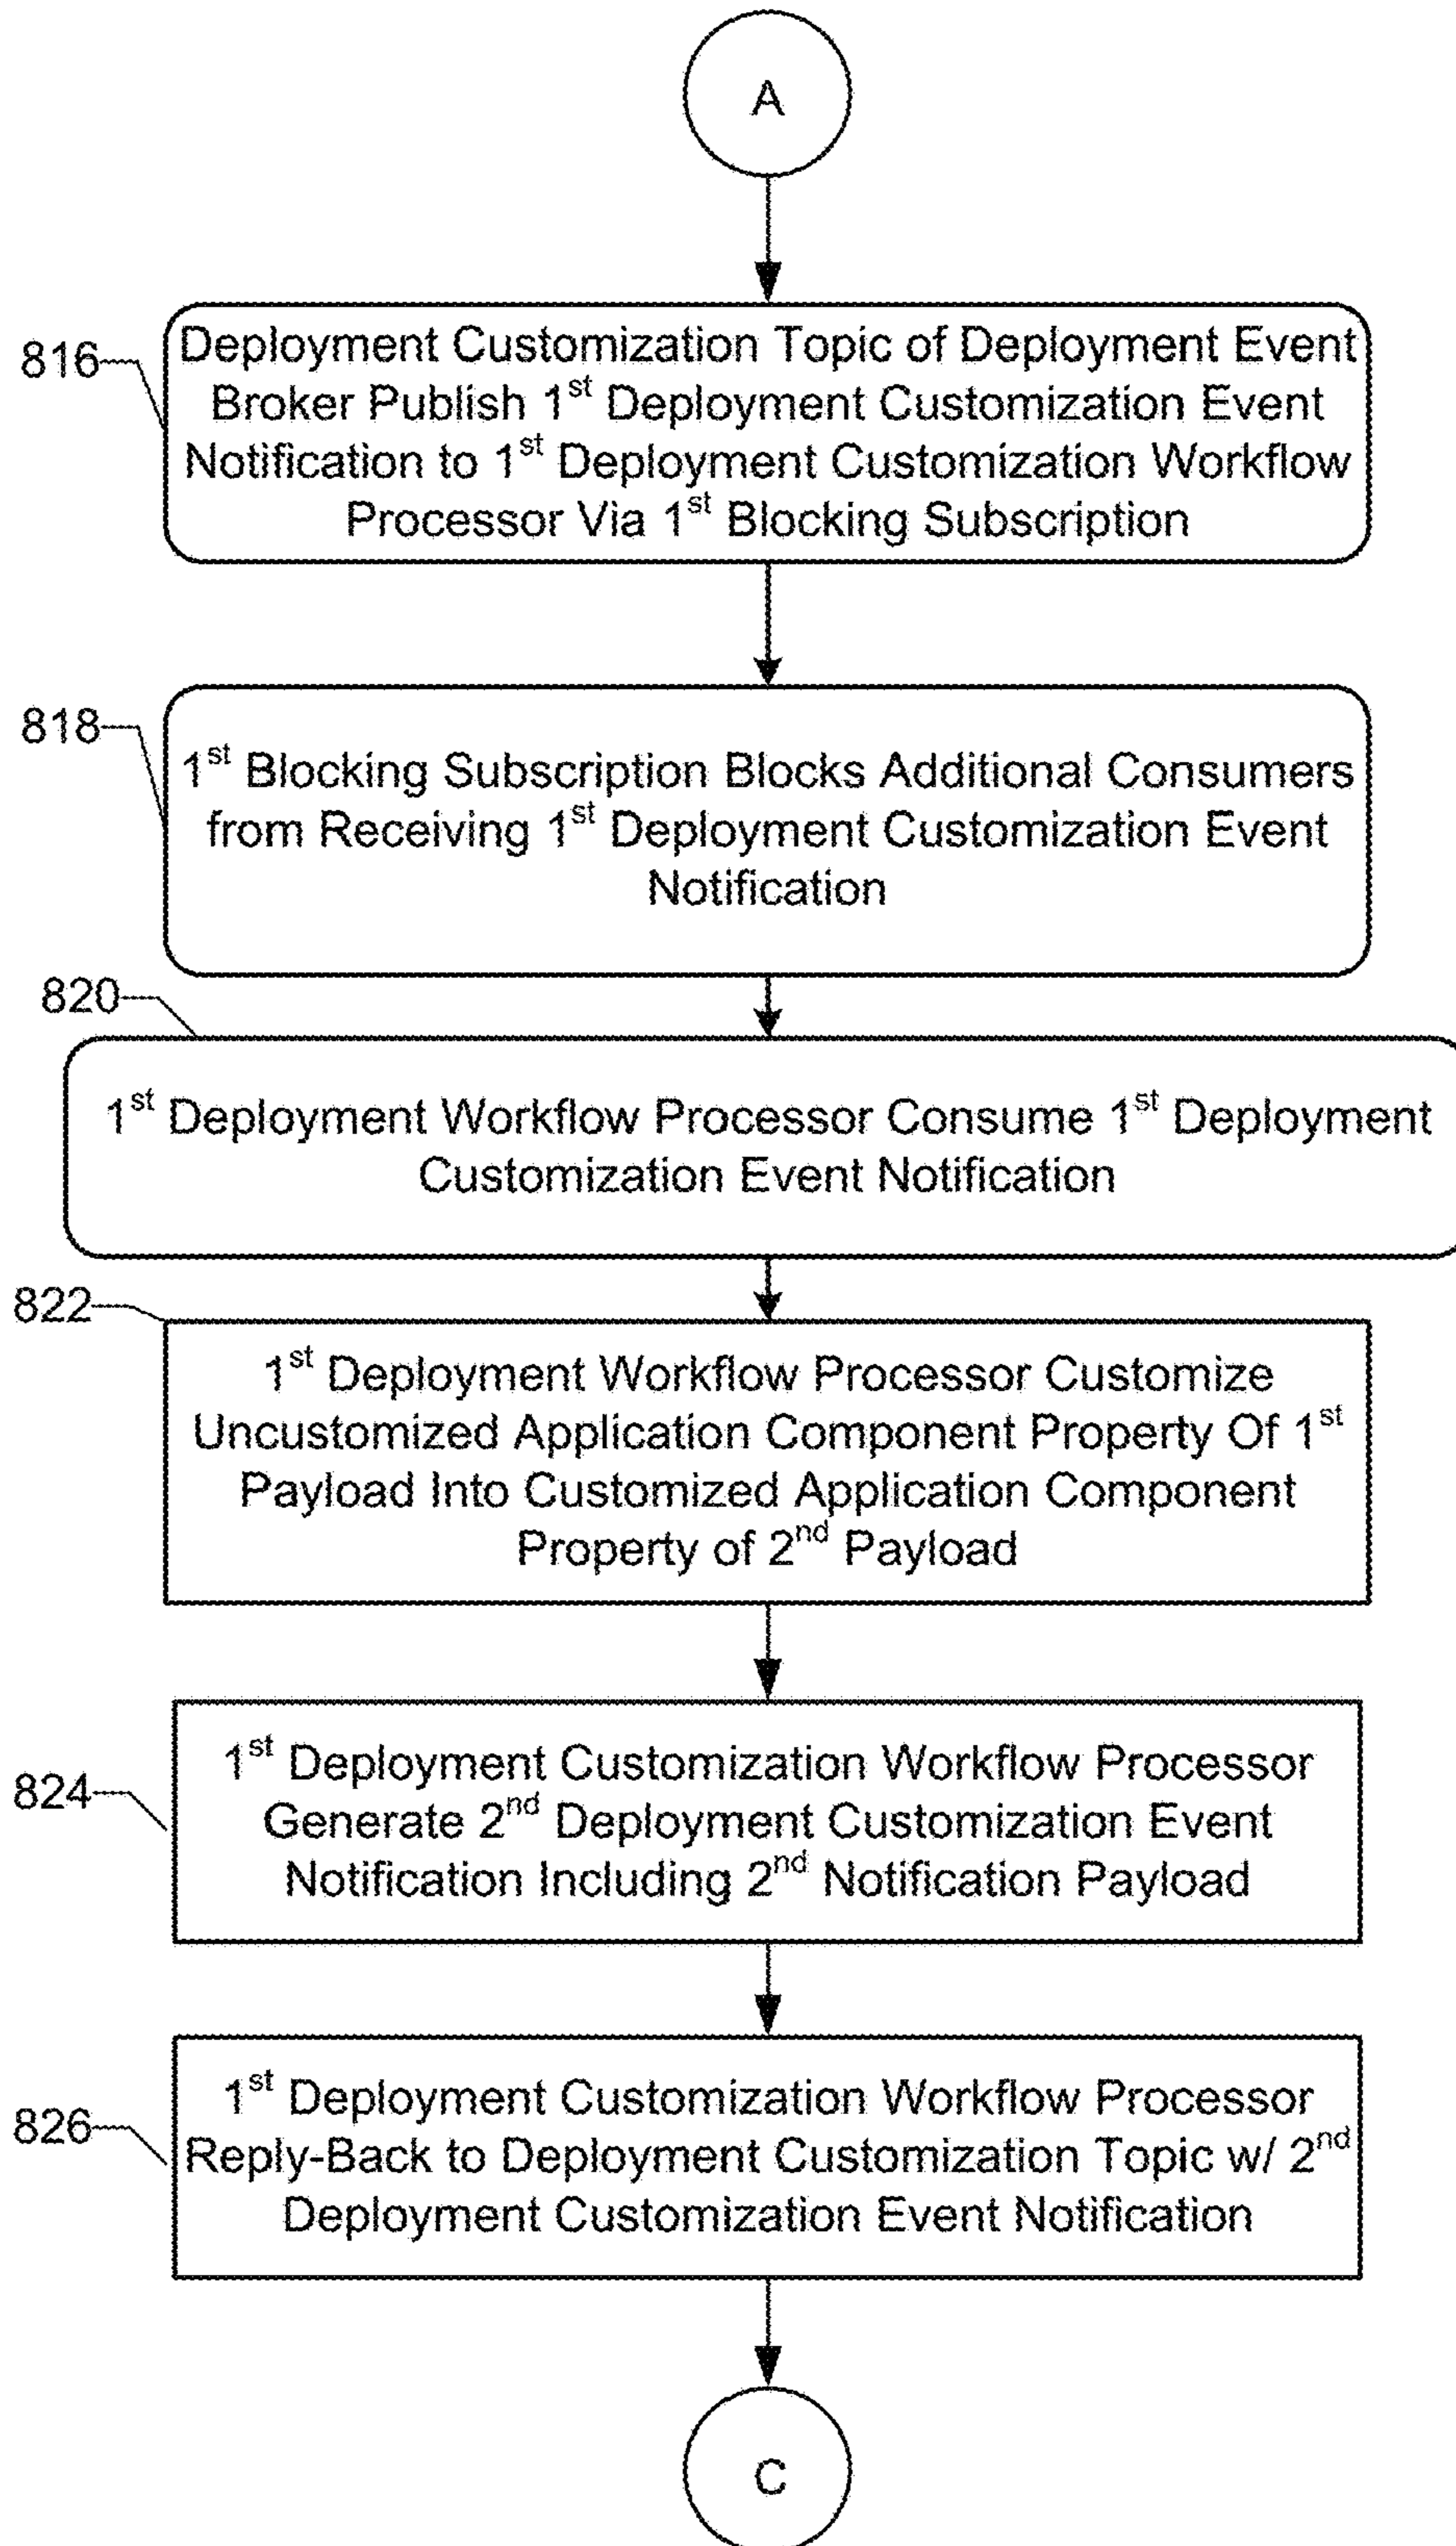 A
816
Deployment Customization Topic of Deployment Event
Broker Publish 1st Deployment Customization Event
Notification to 1st Deployment Customization Workflow
Processor Via 1st Blocking Subscription
818
1st Blocking Subscription Blocks Additional Consumers
from Receiving 1st Deployment Customization Event
Notification
820
1st Deployment Workflow Processor Consume 1st Deployment
Customization Event Notification
822
1st Deployment Workflow Processor Customize
Uncustomized Application Component Property Of 1st
Payload Into Customized Application Component
Property of 2nd Payload
824
1st Deployment Customization Workflow Processor
Generate 2nd Deployment Customization Event
Notification Including 2nd Notification Payload
826
1st Deployment Customization Workflow Processor
Reply-Back to Deployment Customization Topic w/ 2nd
Deployment Customization Event Notification
C